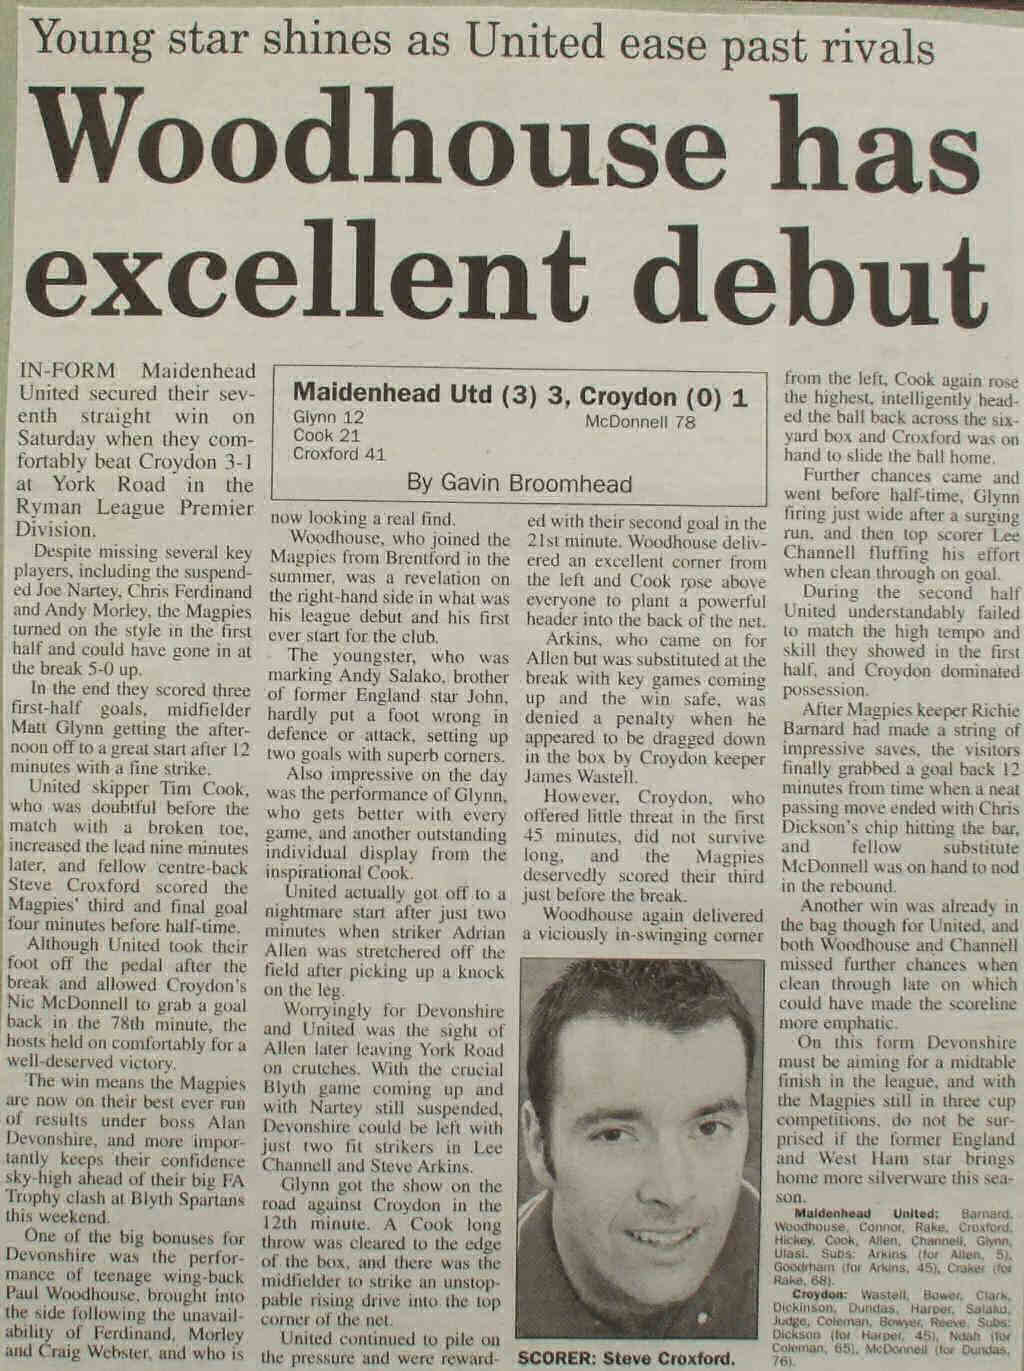 Young star shines as United ease past rivals
Woodhouse has
excellent debut
IN-FORM Maidenhead
United secured their sev-
enth straight win on
Saturday when they com-
fortably beat Croydon 3-1
at York Road in the
Ryman League Premier
Division.
Despite missing several key
players, including the suspend-
ed Joe Nartey, Chris Ferdinand
and Andy Morley, the Magpies
turned on the style in the first
half and could have gone in at
the break 5-0 up.
In the end they scored three
first-half goals, midfielder
Matt Glynn getting the after-
noon off to a great start after 12
minutes with a fine strike.
United skipper Tim Cook,
who was doubtful before the
match with a broken toe,
increased the lead nine minutes
later, and fellow centre-back
Steve Croxford scored the
Magpies' third and final goal
four minutes before half-time.
Although United took their
foot off the pedal after the
break and allowed Croydon's
Nic McDonnell to grab a goal
back in the 78th minute, the
hosts held on comfortably for a
well-deserved victory.
The win means the Magpies
are now on their best ever run
of results under boss Alan
Devonshire, and more impor-
tantly keeps their confidence
sky-high ahead of their big FA
Trophy clash at Blyth Spartans
this weekend.
One of the big bonuses for
Devonshire was the perfor-
mance of teenage wing-back
Paul Woodhouse, brought into
the side following the unavail-
ability of Ferdinand, Morley
and Craig Webster, and who is
Maidenhead Utd (3) 3, Croydon (0) 1
Glynn 12 McDonnell 78
Cook 21
Croxford 41
By Gavin Broomhead
now looking a real find.
Woodhouse, who joined the
Magpies from Brentford in the
summer, was a revelation on
the right-hand side in what was
his league debut and his first
ever start for the club.
The youngster, who was
marking Andy Salako, brother
of former England star John,
hardly put a foot wrong in
defence or attack, setting up
two goals with superb corners.
Also impressive on the day
was the performance of Glynn,
who gets better with every
game, and another outstanding
individual display from the
inspirational Cook.
United actually got off to a
nightmare start after just two
minutes when striker Adrian
Allen was stretchered off the
field after picking up a knock
on the leg.
Worryingly for Devonshire
and United was the sight of
Allen later leaving York Road
on crutches. With the crucial
Blyth game coming up and
with Nartey still suspended,
Devonshire could be left with
just two fit strikers in Lee
Channell and Steve Arkins.
Glynn got the show on the
road against Croydon in the
12th minute. A Cook long
throw was cleared to the edge
of the box, and there was the
midfielder to strike an unstop-
pable rising drive into the top
corner of the net.
United continued to pile on
the pressure and were reward-
ed with their second goal in the
21st minute. Woodhouse deliv-
ered an excellent corner from
the left and Cook rose above
everyone to plant a powerful
header into the back of the net.
Arkins, who came on for
Allen but was substituted at the
break with key games coming
up and the win safe, was
denied a penalty when he
appeared to be dragged down
in the box by Croydon keeper
James Wastell.
However, Croydon, who
offered little threat in the first
45 minutes, did not survive
long, and the Magpies
deservedly scored their third
just before the break.
Woodhouse again delivered
a viciously in-swinging corner
SCORER: Steve Croxford.
from the left, Cook again rose
the highest, intelligently head-
ed the ball back across the six-
yard box and Croxford was on
hand to slide the ball home.
Further chances came and
went before half-time, Glynn
firing just wide after a surging
run, and then top scorer Lee
Channell fluffing his effort
when clean through on goal.
During the second half
United understandably failed
to match the high tempo and
skill they showed in the first
half, and Croydon dominated
possession.
After Magpies keeper Richie
Barnard had made a string of
impressive saves, the visitors
finally grabbed a goal back 12
minutes from time when a neat
passing move ended with Chris
Dickson's chip hitting the bar,
and fellow substitute
McDonnell was on hand to nod
in the rebound.
Another win was already in
the bag though for United, and
both Woodhouse and Channell
missed further chances when
clean through late on which
could have made the scoreline
more emphatic.
On this form Devonshire
must be aiming for a midtable
finish in the league, and with
the Magpies still in three cup
competitions, do not be sur-
prised if the former England
and West Ham star brings
home more silverware this sea-
son.
Maidenhead United: Barnard,
Woodhouse, Connor, Rake, Croxford,
Hickey, Cook, Allen, Channell, Glynn,
Ulasi. Subs: Arkins (for Allen, 5),
Goodrham (for Arkins, 45), Craker (for
Rake, 68).
Croydon: Wastell, Bower, Clark,
Dickinson, Dundas, Harper, Salako,
Judge, Coleman, Bowyer, Reeve. Subs:
Dickson (for Harper, 45), Ndah (for
Coleman, 65), McDonnell (for Dundas,
76).